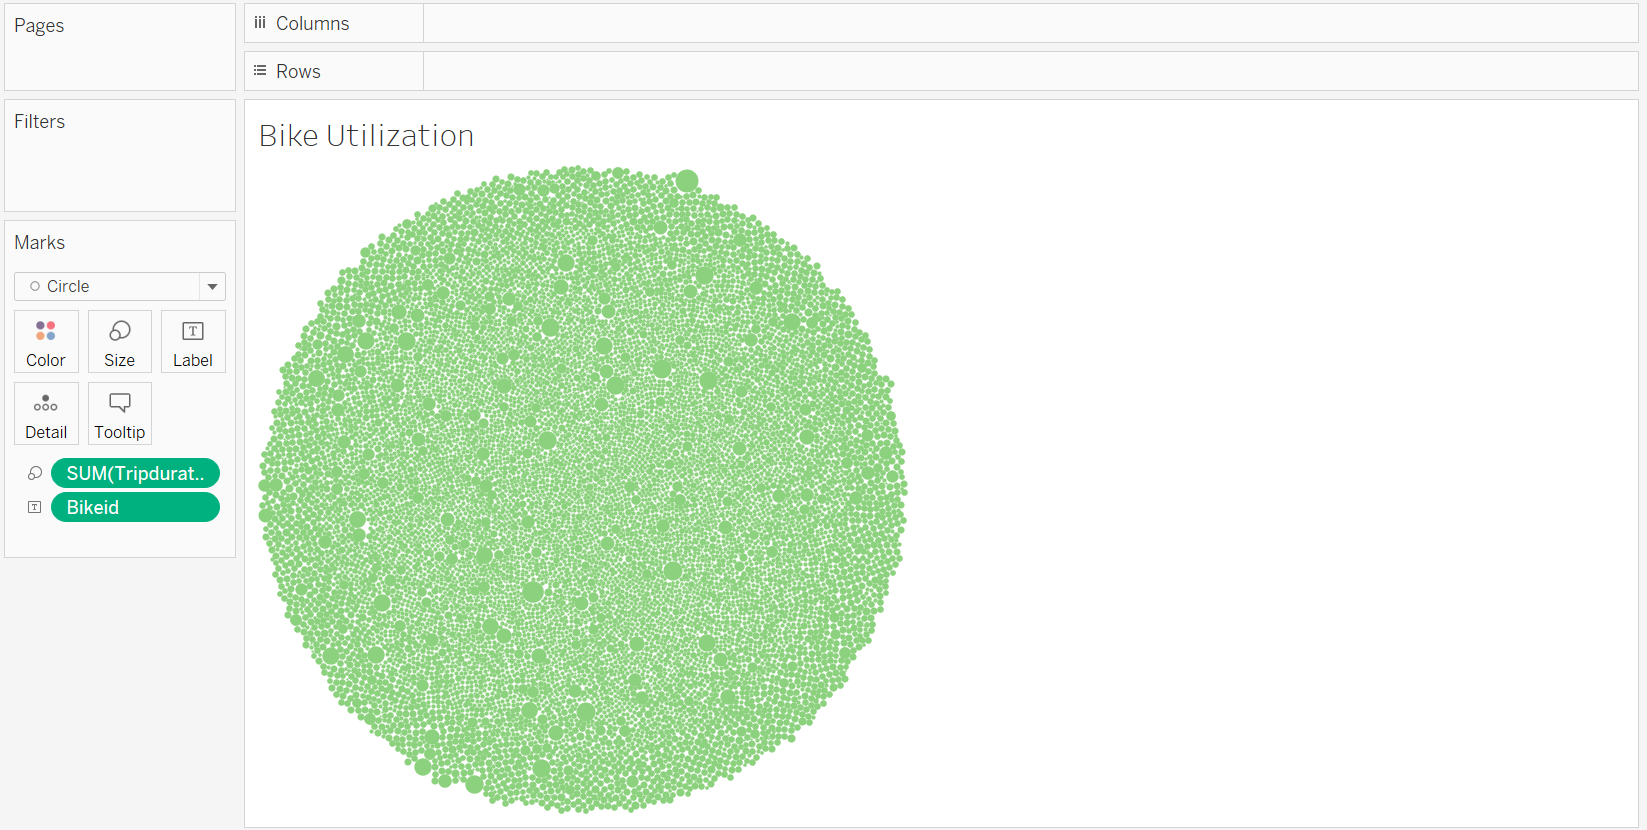 Pages
Columns
Rows
Filters
Bike Utilization
Marks
Circle
Color
Size
T
Label
Detail
Tooltip
SUM(Tripdurat..
T
Bikeid